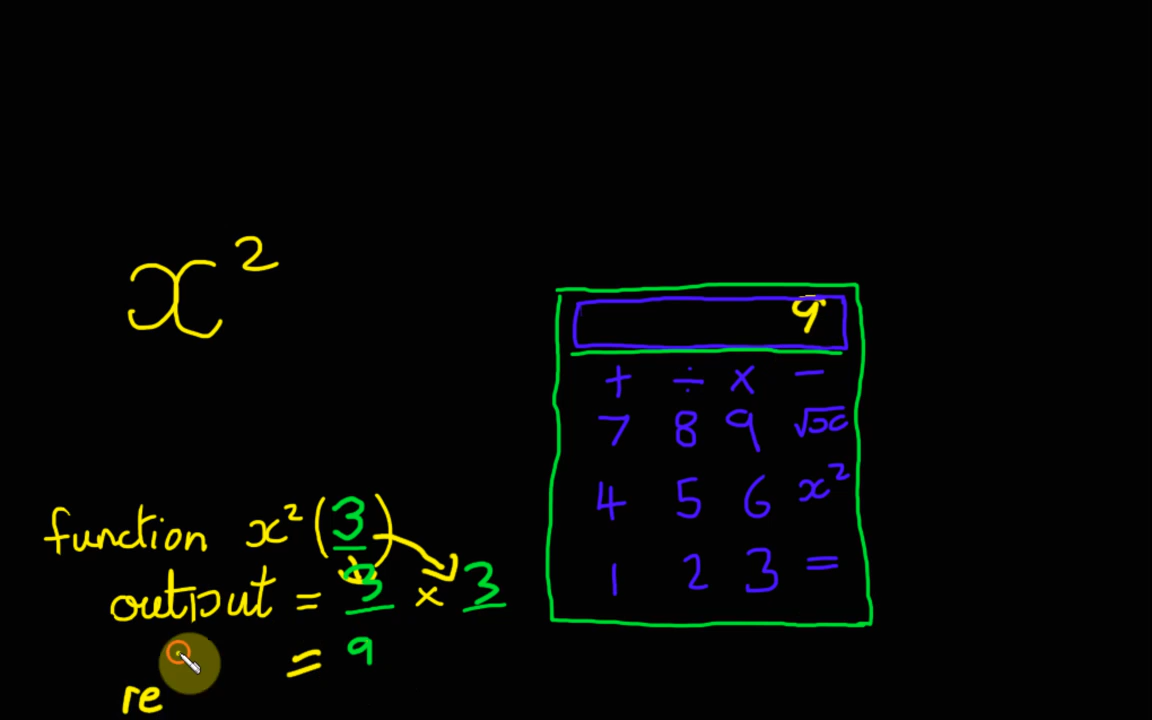 x²
9
+ ÷ × −
7 8 9 √x
4 5 6 x²
1 2 3 =
function x²(3)
output = 3 × 3
= 9
re